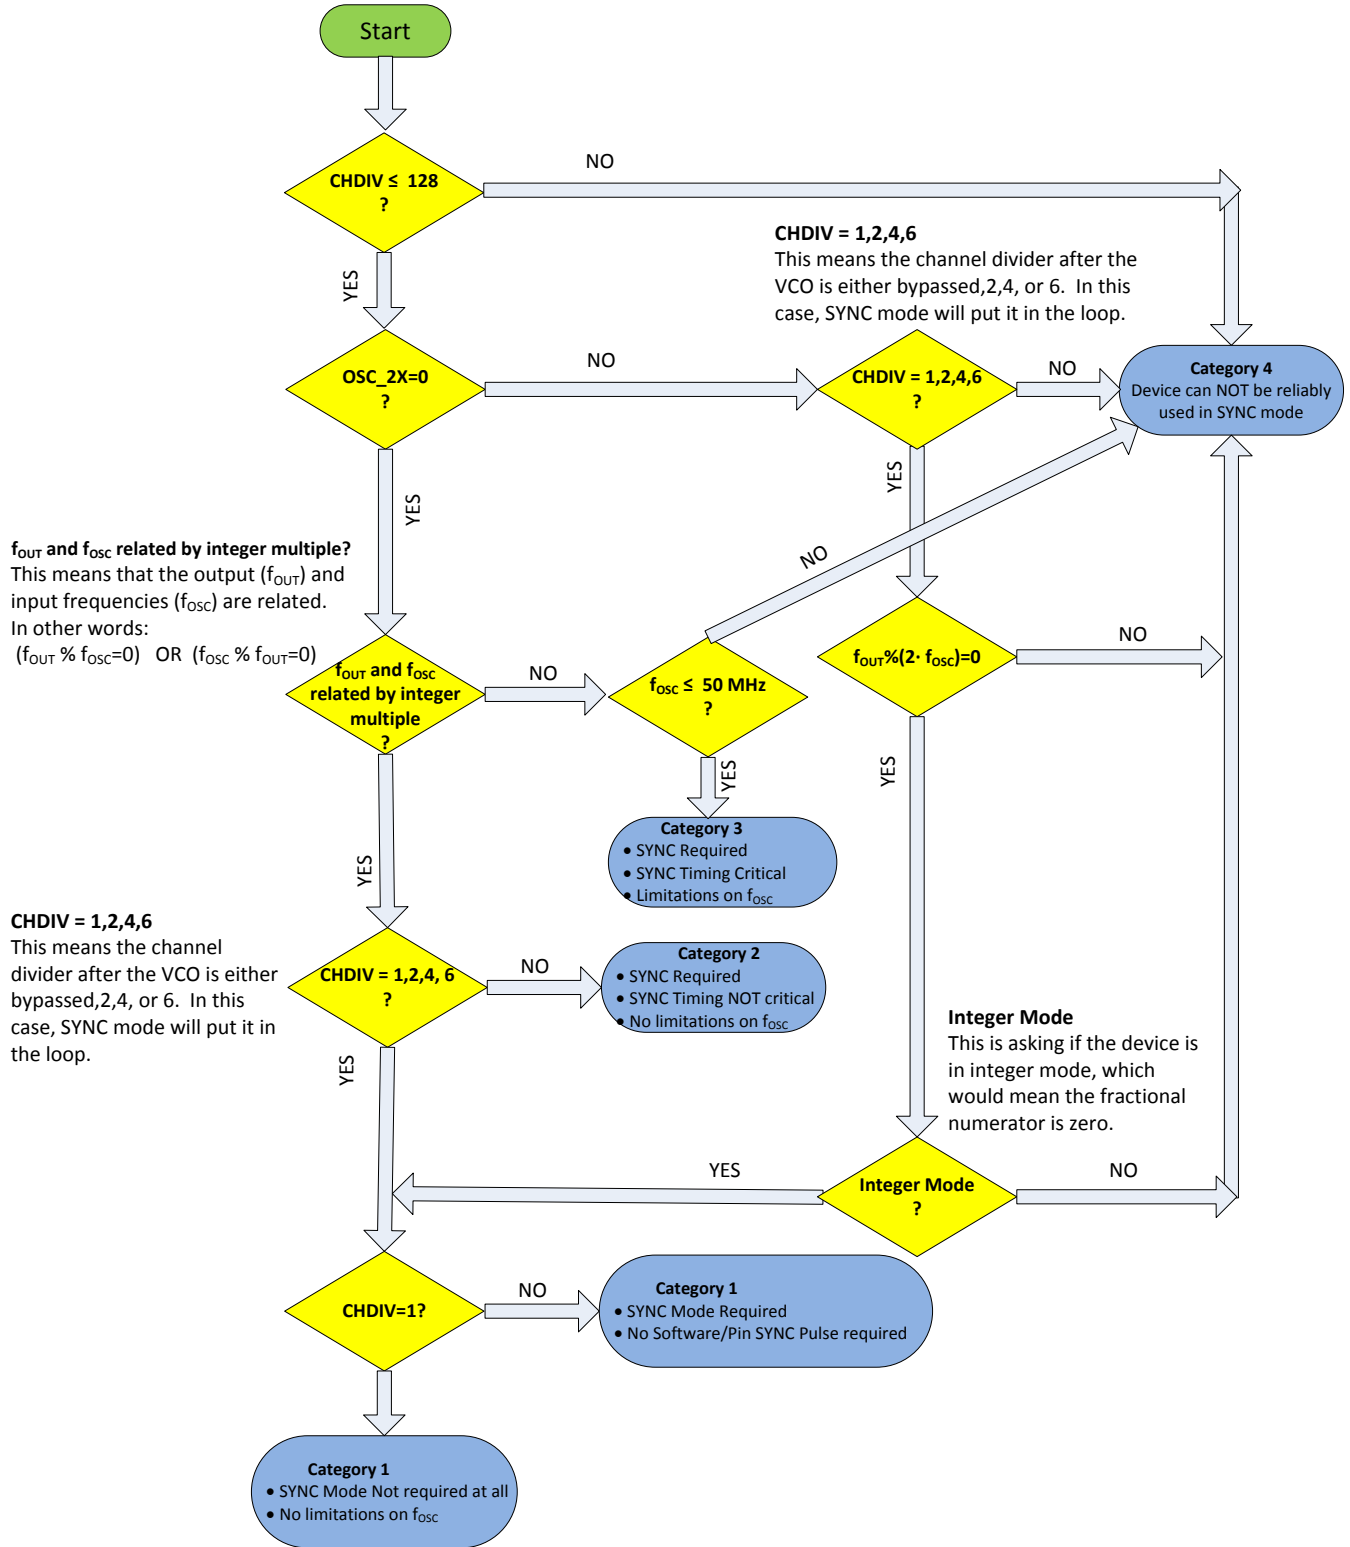 Start
CHDIV ≤ 128
?
NO
YES
CHDIV = 1,2,4,6
This means the channel divider after the
VCO is either bypassed,2,4, or 6. In this
case, SYNC mode will put it in the loop.
OSC_2X=0
?
NO
CHDIV = 1,2,4,6
?
NO
Category 4
Device can NOT be reliably
used in SYNC mode
YES
YES
fOUT and fOSC related by integer multiple?
This means that the output (fOUT) and
input frequencies (fOSC) are related.
In other words:
(fOUT % fOSC=0) OR (fOSC % fOUT=0)
fOUT and fOSC
related by integer
multiple
?
NO
fOSC ≤ 50 MHz
?
NO
fOUT%(2· fOSC)=0
NO
YES
YES
YES
Category 3
• SYNC Required
• SYNC Timing Critical
• Limitations on fOSC
CHDIV = 1,2,4,6
This means the channel
divider after the VCO is either
bypassed,2,4, or 6. In this
case, SYNC mode will put it in
the loop.
CHDIV = 1,2,4, 6
?
NO
Category 2
• SYNC Required
• SYNC Timing NOT critical
• No limitations on fOSC
YES
Integer Mode
This is asking if the device is
in integer mode, which
would mean the fractional
numerator is zero.
YES
Integer Mode
?
NO
CHDIV=1?
NO
Category 1
• SYNC Mode Required
• No Software/Pin SYNC Pulse required
Category 1
• SYNC Mode Not required at all
• No limitations on fOSC